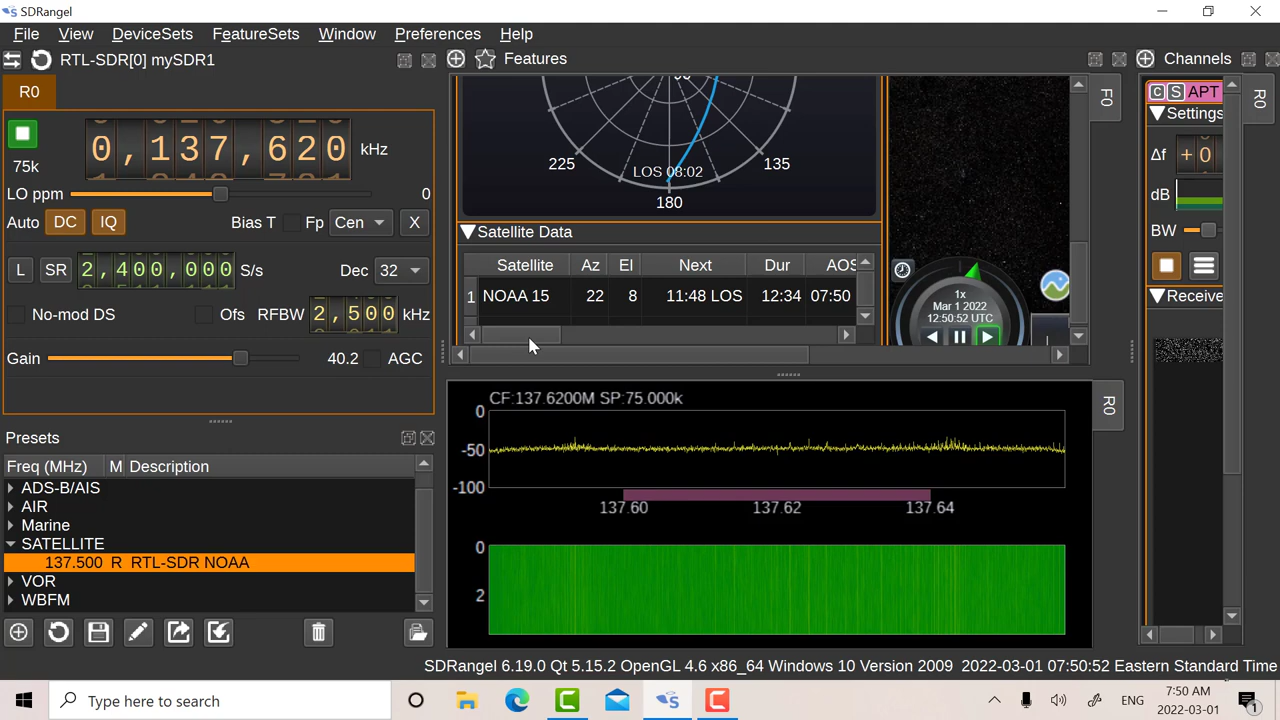 SDRangel
File View DeviceSets FeatureSets Window Preferences Help
RTL-SDR[0] mySDR1
R0
75k
0,137,620 kHz
LO ppm 0
Auto DC IQ Bias T Fp Cen X
L SR 2,400,000 S/s Dec 32
No-mod DS Ofs RFBW 2,500 kHz
Gain 40.2 AGC
Presets
Freq (MHz) M Description
ADS-B/AIS
AIR
Marine
SATELLITE
137.500 R RTL-SDR NOAA
VOR
WBFM
Features
F0
225
LOS 08:02
135
180
Satellite Data
Satellite Az El Next Dur AOS
1 NOAA 15 22 8 11:48 LOS 12:34 07:50
1x
Mar 1 2022
12:50:52 UTC
Channels
R0
C S APT
Settings
Δf +0
dB
BW
Receive
R0
CF:137.6200M SP:75.000k
0
-50
-100
137.60 137.62 137.64
0
2
SDRangel 6.19.0 Qt 5.15.2 OpenGL 4.6 x86_64 Windows 10 Version 2009 2022-03-01 07:50:52 Eastern Standard Time
Type here to search
ENG
7:50 AM
2022-03-01
1